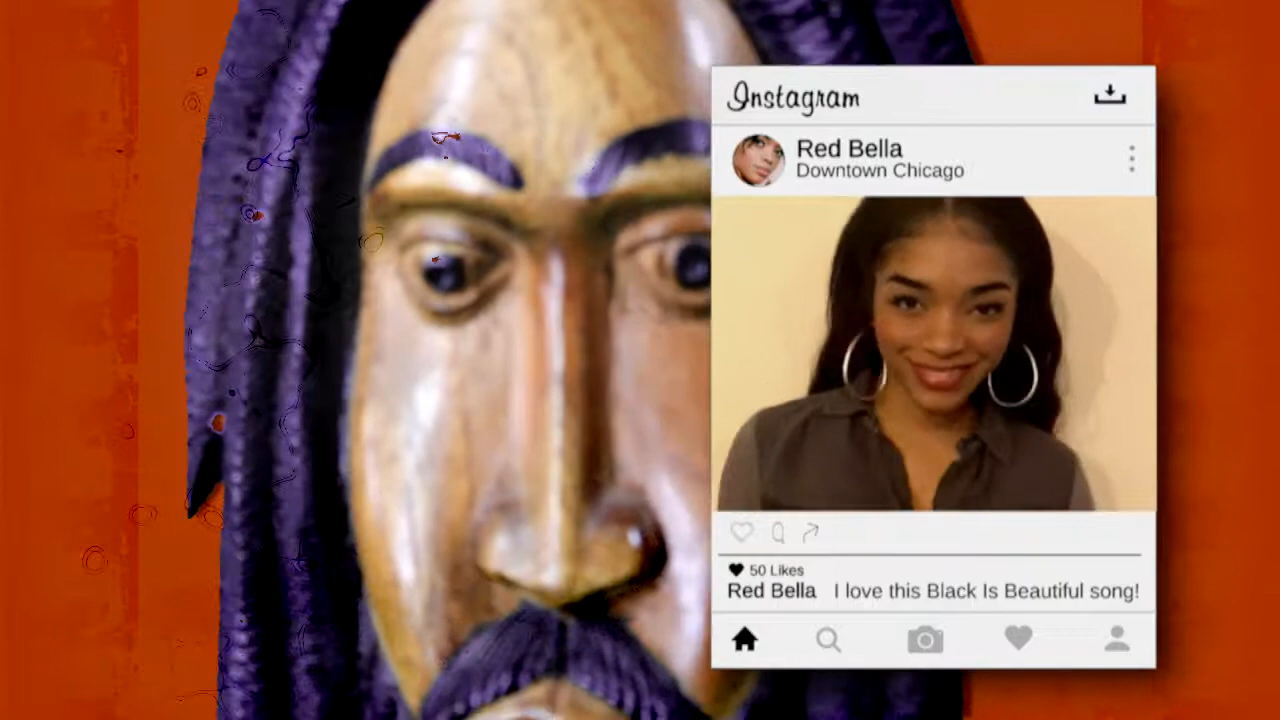 Instagram
Red Bella
Downtown Chicago
50 Likes
Red Bella I love this Black Is Beautiful song!